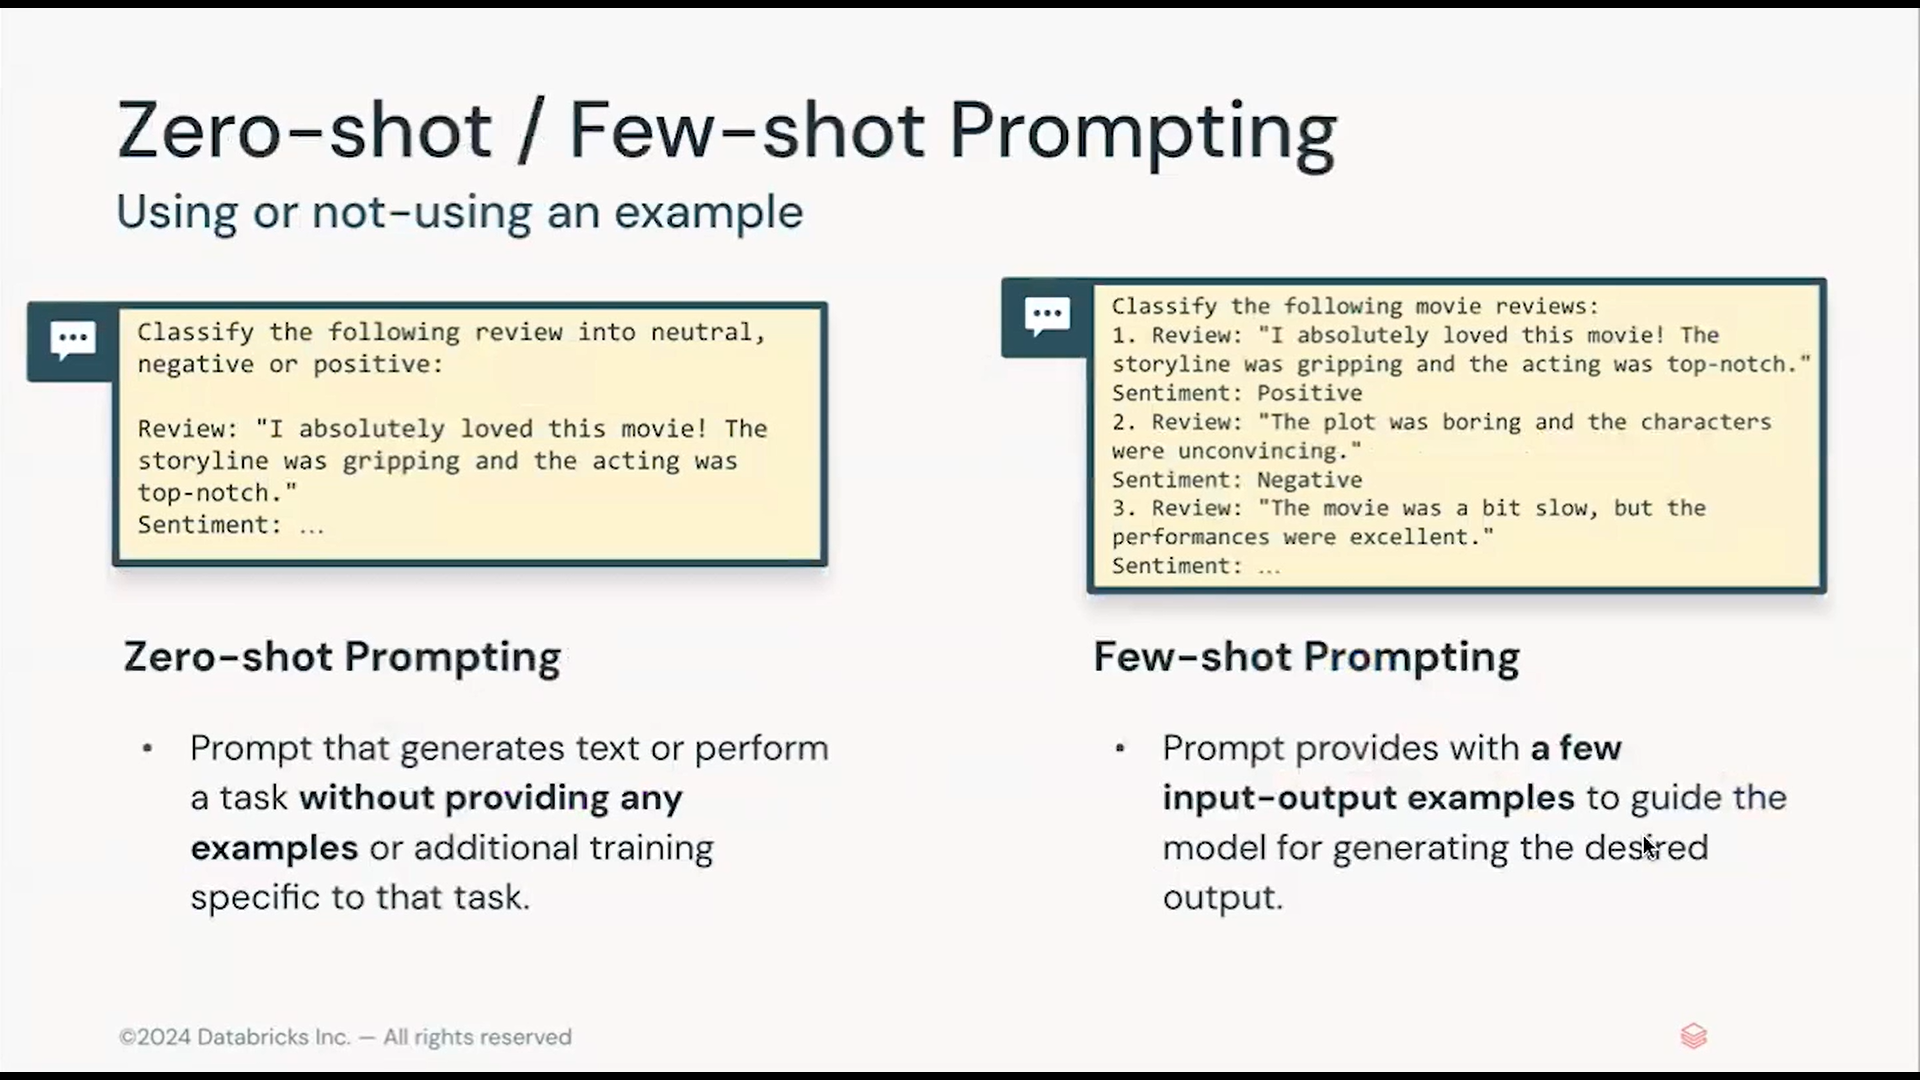 Zero-shot / Few-shot Prompting
Using or not-using an example
Classify the following review into neutral,
negative or positive:
Review: "I absolutely loved this movie! The
storyline was gripping and the acting was
top-notch."
Sentiment: ...
Zero-shot Prompting
• Prompt that generates text or perform
a task without providing any
examples or additional training
specific to that task.
Classify the following movie reviews:
1. Review: "I absolutely loved this movie! The
storyline was gripping and the acting was top-notch."
Sentiment: Positive
2. Review: "The plot was boring and the characters
were unconvincing."
Sentiment: Negative
3. Review: "The movie was a bit slow, but the
performances were excellent."
Sentiment: ...
Few-shot Prompting
• Prompt provides with a few
input-output examples to guide the
model for generating the desired
output.
©2024 Databricks Inc. — All rights reserved